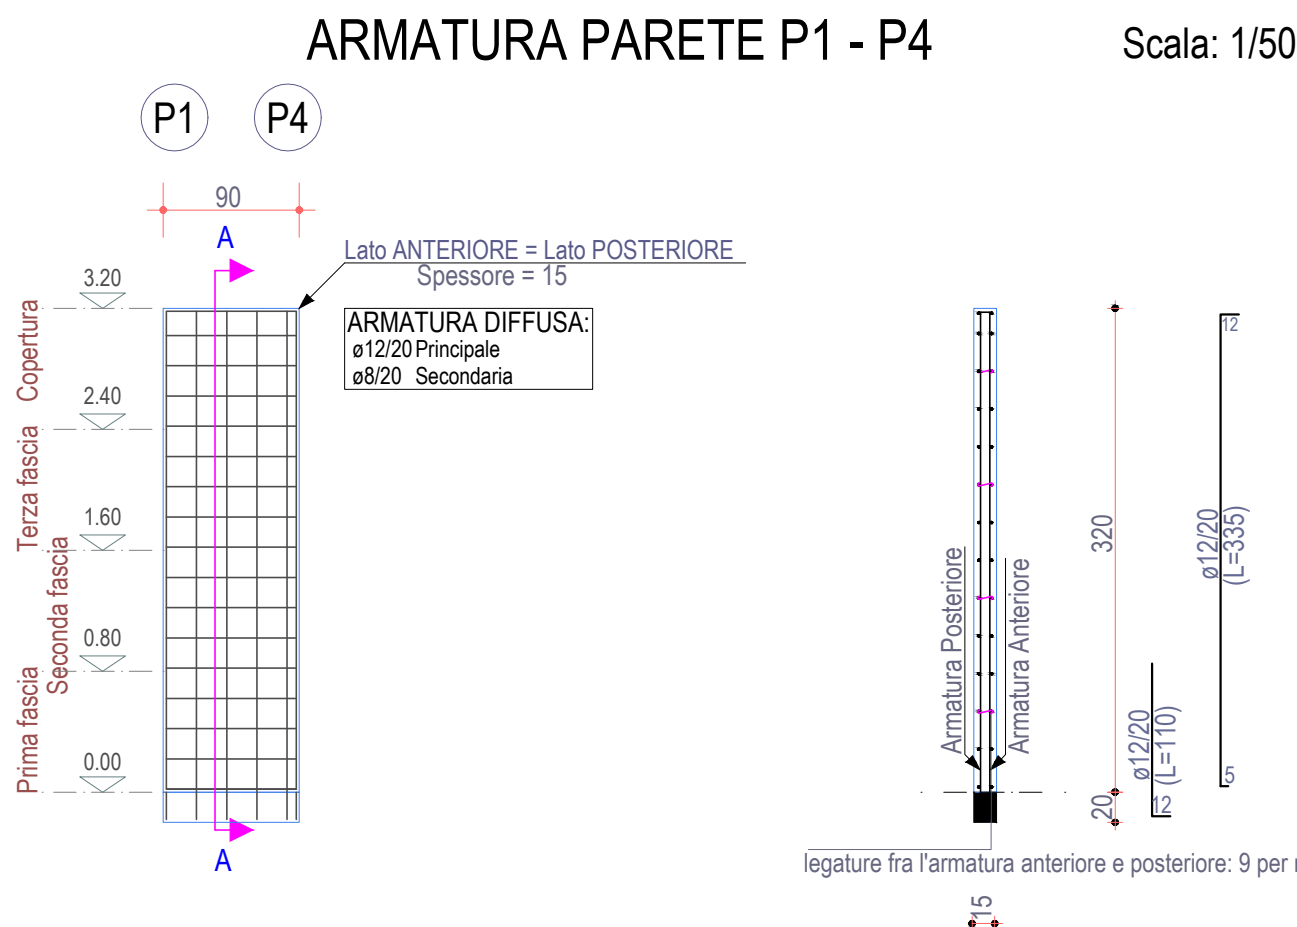 ARMATURA PARETE P1 - P4
Scala: 1/50
P1
P4
90
A
Lato ANTERIORE = Lato POSTERIORE
Spessore = 15
ARMATURA DIFFUSA:
ø12/20 Principale
ø8/20 Secondaria
3.20
2.40
1.60
0.80
0.00
Copertura
Terza fascia
Seconda fascia
Prima fascia
A
Armatura Posteriore
Armatura Anteriore
320
20
12
ø12/20
(L=335)
5
ø12/20
(L=110)
12
legature fra l'armatura anteriore e posteriore: 9 per
15